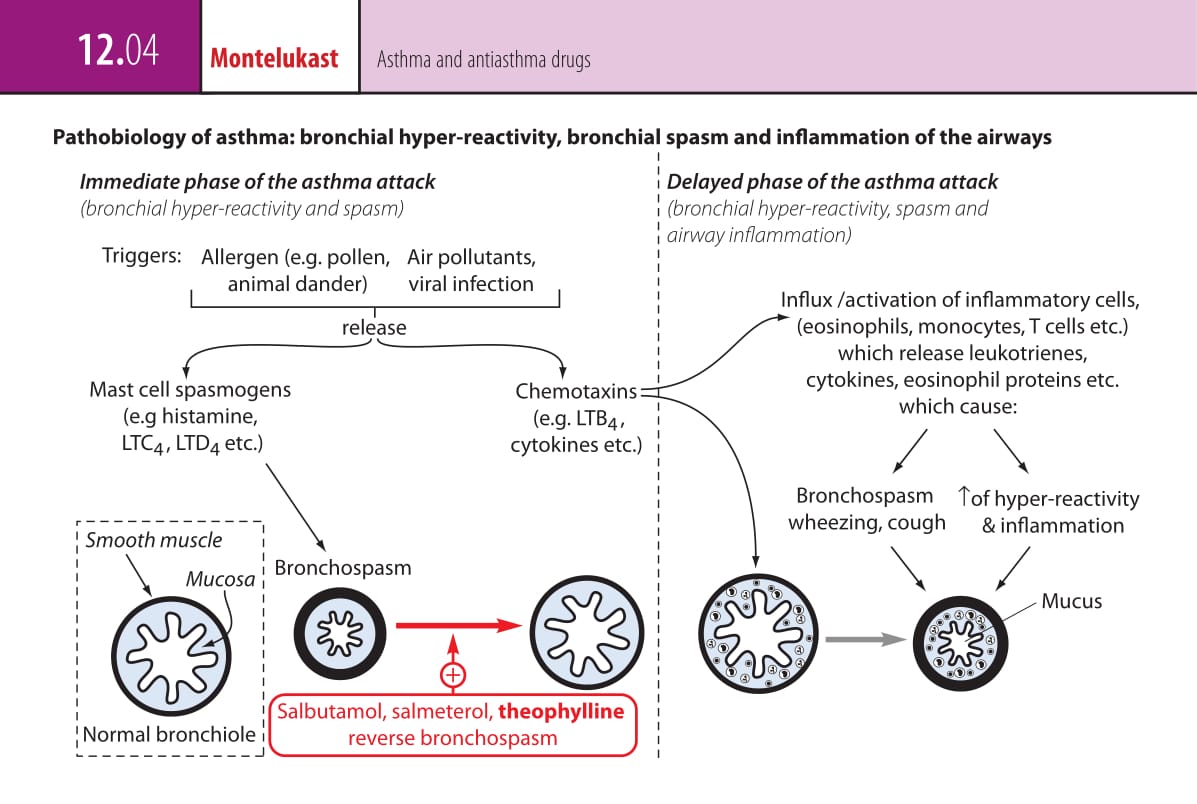 12.04
Montelukast
Asthma and antiasthma drugs
Pathobiology of asthma: bronchial hyper-reactivity, bronchial spasm and inflammation of the airways
Immediate phase of the asthma attack
(bronchial hyper-reactivity and spasm)
Triggers:
Allergen (e.g. pollen,
animal dander)
Air pollutants,
viral infection
release
Mast cell spasmogens
(e.g histamine,
LTC4, LTD4 etc.)
Chemotaxins
(e.g. LTB4,
cytokines etc.)
Smooth muscle
Mucosa
Normal bronchiole
Bronchospasm
+
Salbutamol, salmeterol, theophylline
reverse bronchospasm
Delayed phase of the asthma attack
(bronchial hyper-reactivity, spasm and
airway inflammation)
Influx /activation of inflammatory cells,
(eosinophils, monocytes, T cells etc.)
which release leukotrienes,
cytokines, eosinophil proteins etc.
which cause:
Bronchospasm
wheezing, cough
↑of hyper-reactivity
& inflammation
Mucus